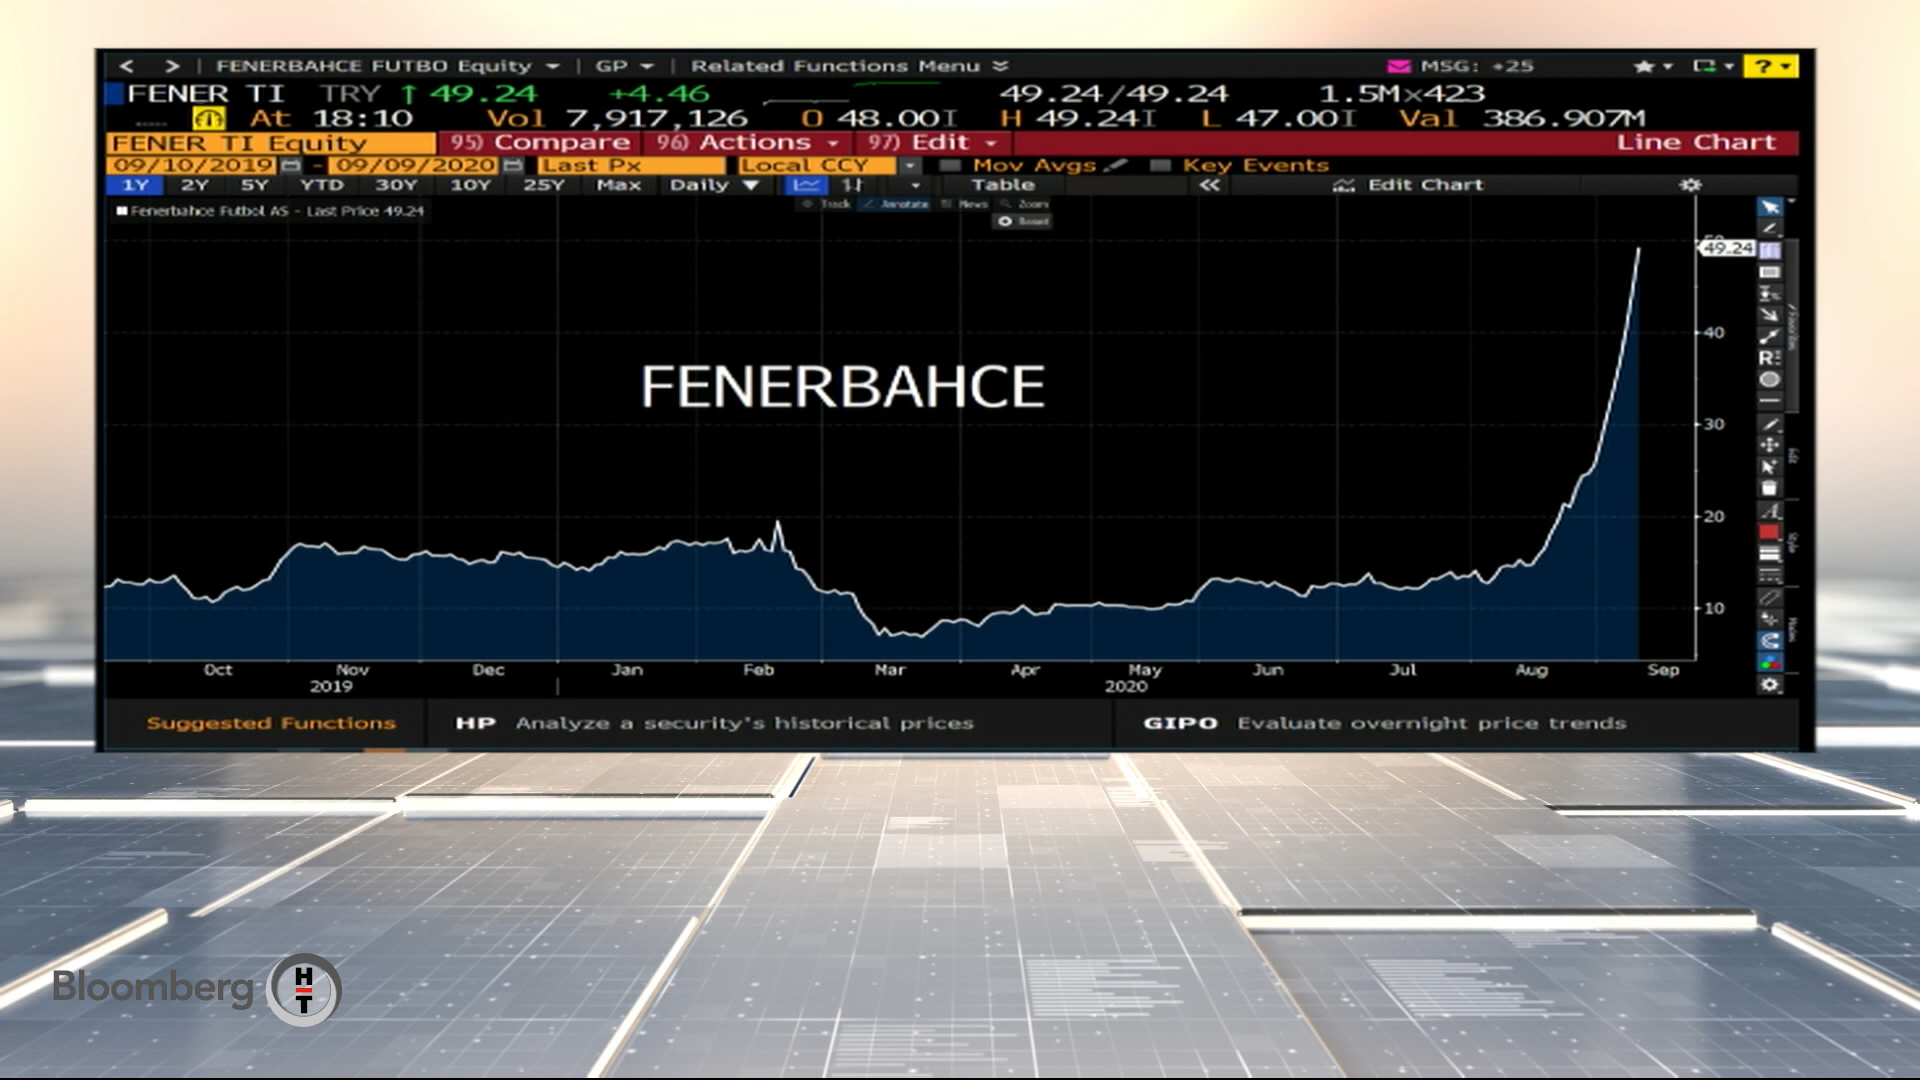 < > | FENERBAHCE FUTBO Equity | GP | Related Functions Menu MSG: +25 ?
FENER TI TRY ↑ 49.24 +4.46 49.24/49.24 1.5Mx423
At 18:10 Vol 7,917,126 O 48.00I H 49.24I L 47.00I Val 386.907M
FENER TI Equity 95) Compare 96) Actions 97) Edit Line Chart
09/10/2019 - 09/09/2020 Last Px Local CCY Mov Avgs Key Events
1Y 2Y 5Y YTD 30Y 10Y 25Y Max Daily ▼ Table « Edit Chart
Fenerbahce Futbol AS - Last Price 49.24 Track Annotate News Zoom
49.24
40
FENERBAHCE
30
20
10
Oct Nov Dec Jan Feb Mar Apr May Jun Jul Aug Sep
2019 2020
Suggested Functions HP Analyze a security's historical prices GIPO Evaluate overnight price trends
Bloomberg HT